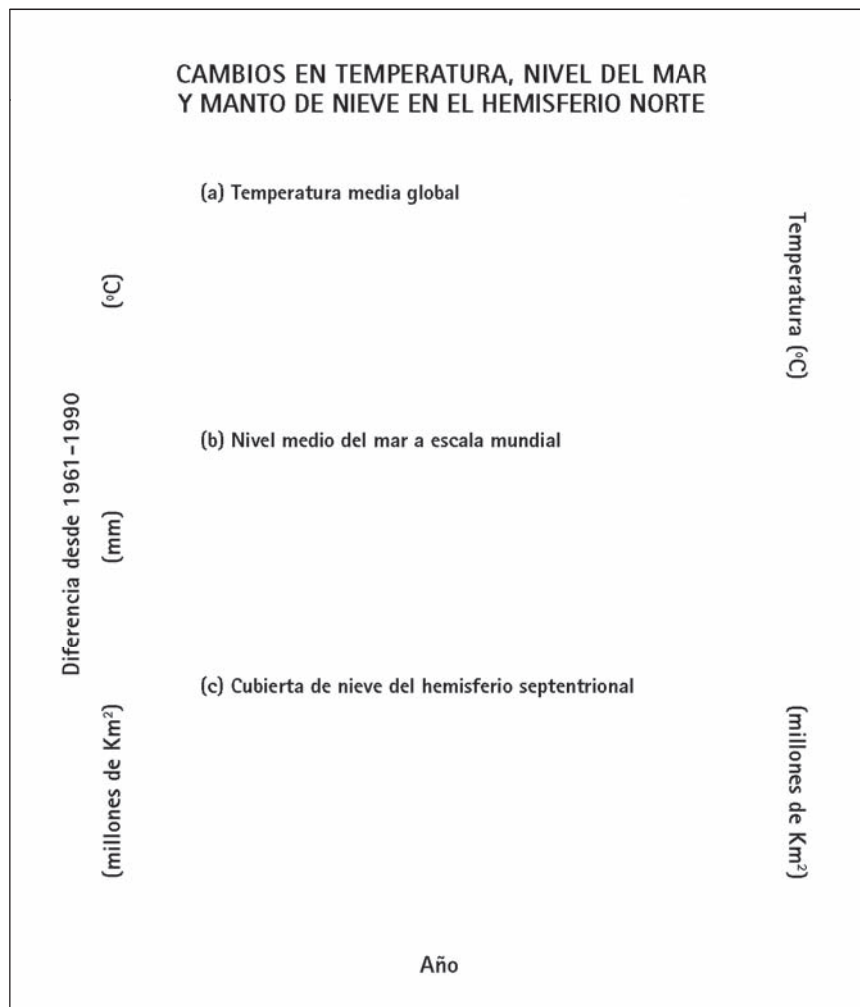 CAMBIOS EN TEMPERATURA, NIVEL DEL MAR
Y MANTO DE NIEVE EN EL HEMISFERIO NORTE
(a) Temperatura media global
(ºC)
Temperatura (ºC)
Diferencia desde 1961-1990
(b) Nivel medio del mar a escala mundial
(mm)
(c) Cubierta de nieve del hemisferio septentrional
(millones de Km²)
(millones de Km²)
Año